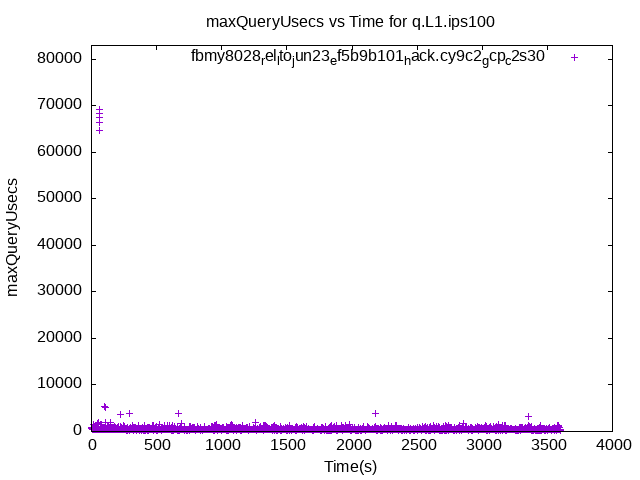 maxQueryUsecs vs Time for q.L1.ips100
fbmy8028relltojun23ef5b9b101hack.cy9c2gcpc2s30
80000
70000
60000
50000
40000
30000
20000
10000
0
maxQueryUsecs
0 500 1000 1500 2000 2500 3000 3500 4000
Time(s)